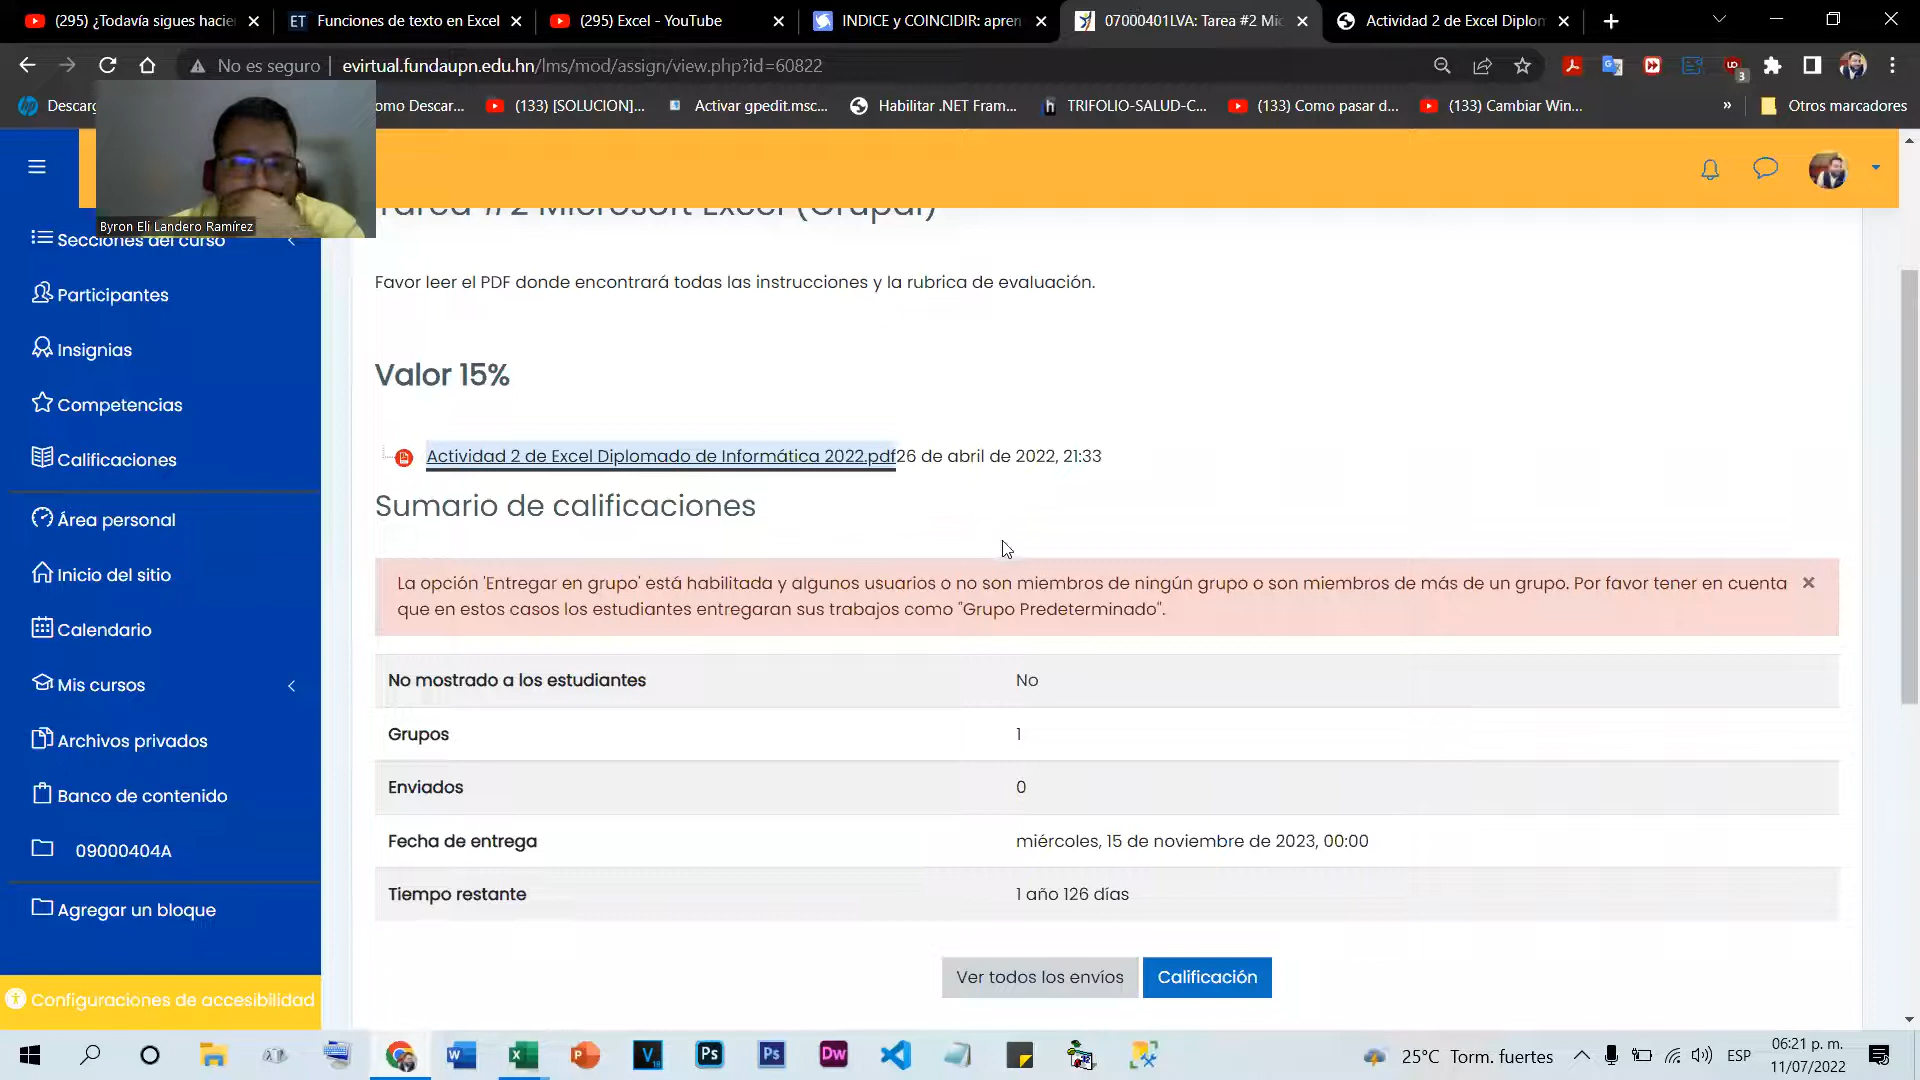 (295) ¿Todavía sigues hacie
Funciones de texto en Excel
(295) Excel - YouTube
INDICE y COINCIDIR: apren
07000401LVA: Tarea #2 Mi
Actividad 2 de Excel Diplom
No es seguro
evirtual.fundaupn.edu.hn/lms/mod/assign/view.php?id=60822
3
Descarg
omo Descar...
(133) [SOLUCION]...
Activar gpedit.msc...
Habilitar .NET Fram...
TRIFOLIO-SALUD-C...
(133) Como pasar d...
(133) Cambiar Win...
»
Otros marcadores
Byron Eli Landero Ramírez
Tarea #2 Microsoft Excel (Grupal)
Secciones del curso
Participantes
Insignias
Competencias
Calificaciones
Área personal
Inicio del sitio
Calendario
Mis cursos
Archivos privados
Banco de contenido
09000404A
Agregar un bloque
Configuraciones de accesibilidad
Favor leer el PDF donde encontrará todas las instrucciones y la rubrica de evaluación.
Valor 15%
Actividad 2 de Excel Diplomado de Informática 2022.pdf26 de abril de 2022, 21:33
Sumario de calificaciones
La opción 'Entregar en grupo' está habilitada y algunos usuarios o no son miembros de ningún grupo o son miembros de más de un grupo. Por favor tener en cuenta
que en estos casos los estudiantes entregaran sus trabajos como "Grupo Predeterminado".
No mostrado a los estudiantes No
Grupos 1
Enviados 0
Fecha de entrega miércoles, 15 de noviembre de 2023, 00:00
Tiempo restante 1 año 126 días
Ver todos los envíos
Calificación
25°C Torm. fuertes
ESP
06:21 p. m.
11/07/2022